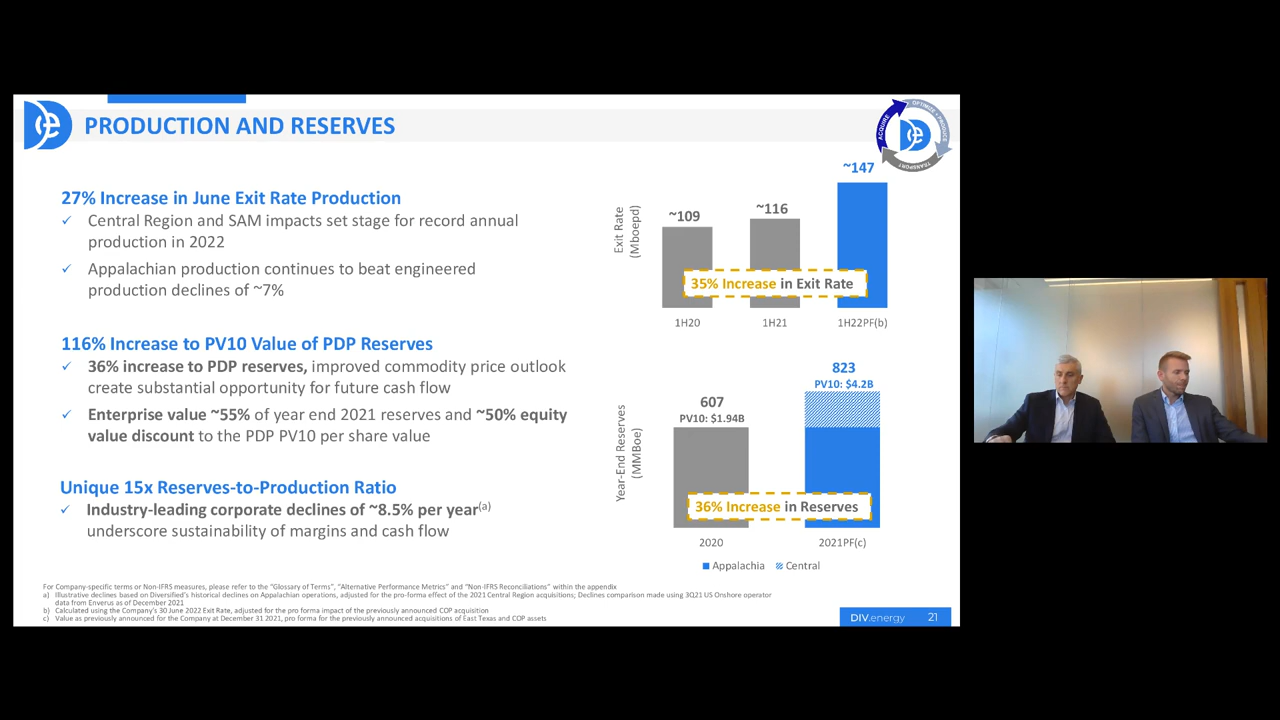 PRODUCTION AND RESERVES
ACQUIRE
OPTIMIZE • PRODUCE
TRANSPORT
27% Increase in June Exit Rate Production
✓ Central Region and SAM impacts set stage for record annual
production in 2022
✓ Appalachian production continues to beat engineered
production declines of ~7%
116% Increase to PV10 Value of PDP Reserves
✓ 36% increase to PDP reserves, improved commodity price outlook
create substantial opportunity for future cash flow
✓ Enterprise value ~55% of year end 2021 reserves and ~50% equity
value discount to the PDP PV10 per share value
Unique 15x Reserves-to-Production Ratio
✓ Industry-leading corporate declines of ~8.5% per year(a)
underscore sustainability of margins and cash flow
Exit Rate
(Mboepd)
~109
~116
~147
35% Increase in Exit Rate
1H20
1H21
1H22PF(b)
Year-End Reserves
(MMBoe)
607
PV10: $1.94B
823
PV10: $4.2B
36% Increase in Reserves
2020
2021PF(c)
Appalachia
Central
For Company-specific terms or Non-IFRS measures, please refer to the "Glossary of Terms", "Alternative Performance Metrics" and "Non-IFRS Reconciliations" within the appendix
a) Illustrative declines based on Diversified's historical declines on Appalachian operations, adjusted for the pro-forma effect of the 2021 Central Region acquisitions; Declines comparison made using 3Q21 US Onshore operator
data from Enverus as of December 2021
b) Calculated using the Company's 30 June 2022 Exit Rate, adjusted for the pro forma impact of the previously announced COP acquisition
c) Value as previously announced for the Company at December 31 2021, pro forma for the previously announced acquisitions of East Texas and COP assets
DIV.energy 21